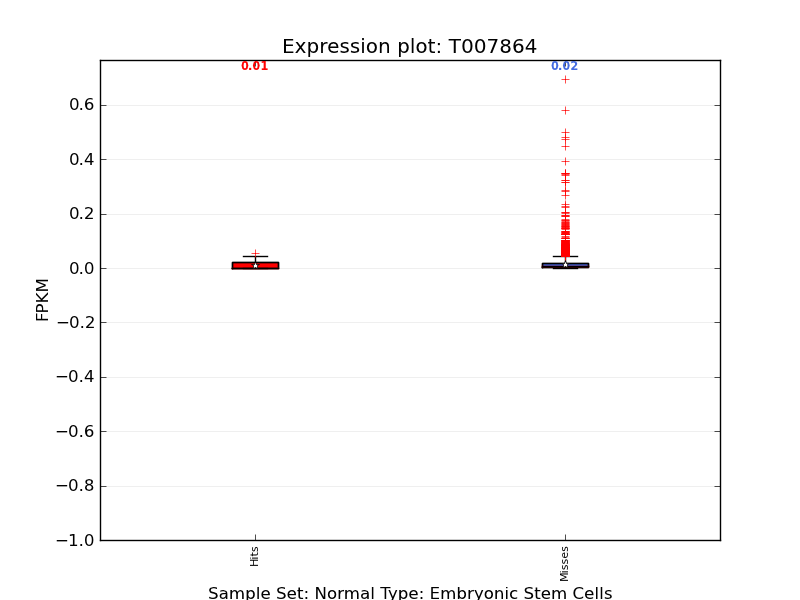 Expression plot: T007864
0.01 0.02
0.6
0.4
0.2
0.0
−0.2
−0.4
−0.6
−0.8
−1.0
FPKM
Hits
Misses
Sample Set: Normal Type: Embryonic Stem Cells